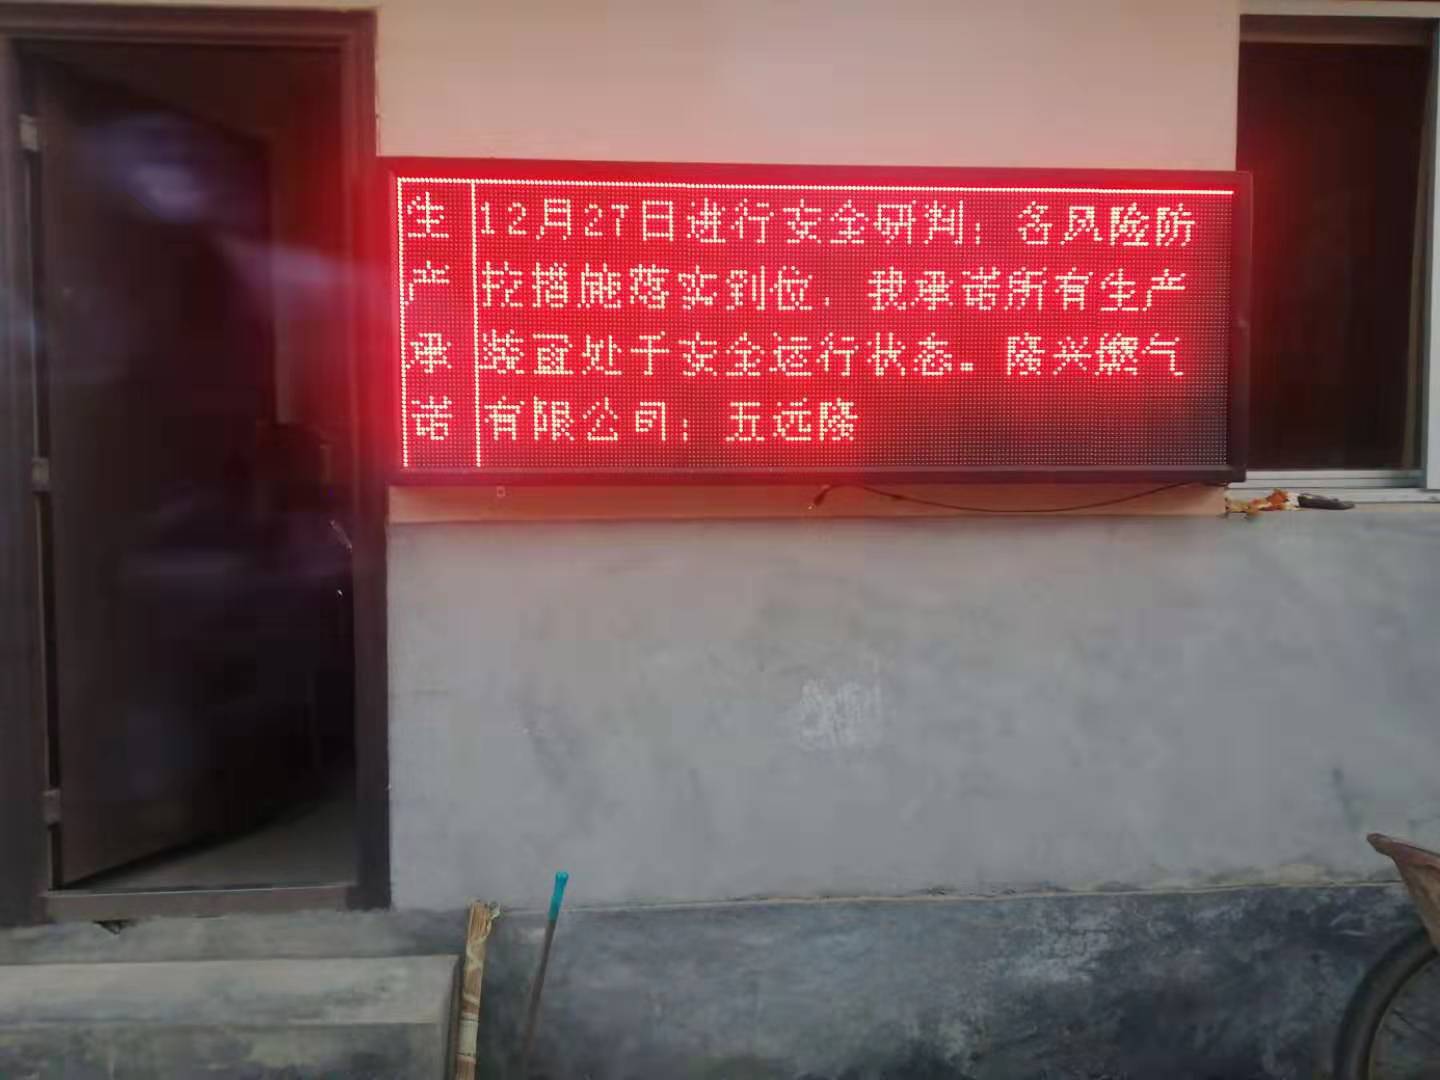 生产承诺
12月27日进行安全研判：各风险防
控措施落实到位，我承诺所有生产
装置处于安全运行状态。隆兴燃气
有限公司：五远隆